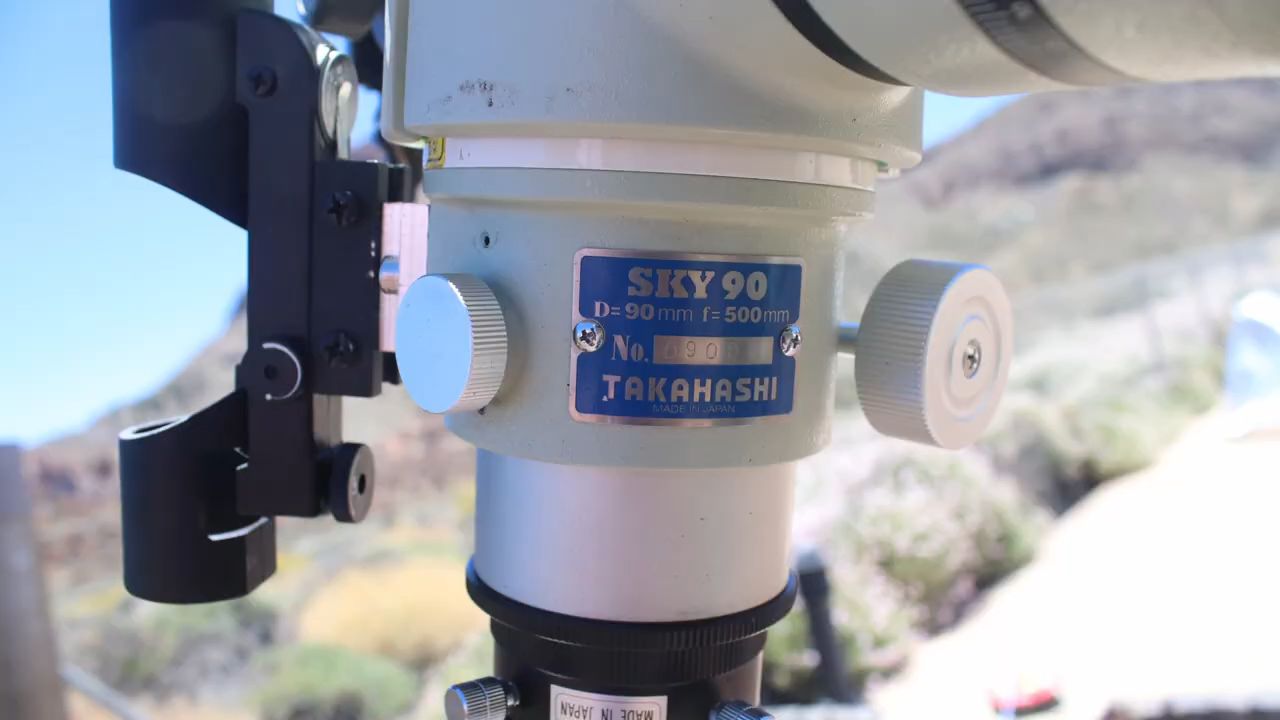 SKY 90
D=90mm f=500mm
No.
TAKAHASHI
MADE IN JAPAN
MADE IN JAPAN